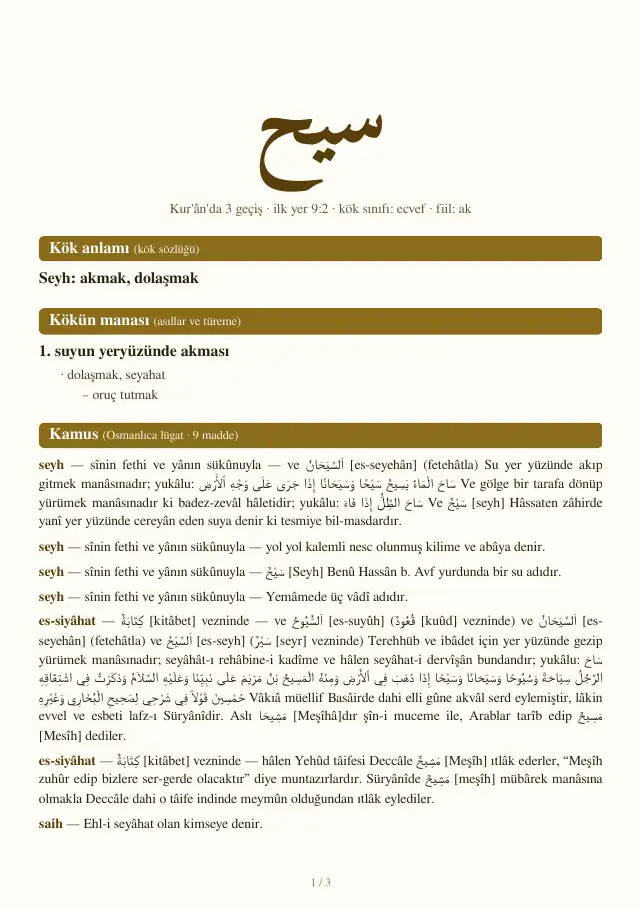 سيح
Kur'ân'da 3 geçiş · ilk yer 9:2 · kök sınıfı: ecvef · fiil: ak
Kök anlamı (kök sözlüğü)
Seyh: akmak, dolaşmak
Kökün manası (asıllar ve türeme)
1. suyun yeryüzünde akması
· dolaşmak, seyahat
– oruç tutmak
Kamus (Osmanlıca lügat · 9 madde)
seyh — sînin fethi ve yânın sükûnuyla — ve اَلسَّيَحَانُ [es-seyehân] (fetehâtla) Su yer yüzünde akıp
gitmek manâsınadır; yukâlu: سَاحَ الْمَاءُ يَسِيحُ سَيْحًا وَسَيَحَانًا إِذَا جَرَى عَلَى وَجْهِ اْلَأَرْضِ Ve gölge bir tarafa dönüp
yürümek manâsınadır ki badez-zevâl hâletidir; yukâlu: سَاحَ الظِّلُّ إِذَا فَاءَ Ve سَيْحٌ [seyh] Hâssaten zâhirde
yanî yer yüzünde cereyân eden suya denir ki tesmiye bil-masdardır.
seyh — sînin fethi ve yânın sükûnuyla — yol yol kalemli nesc olunmuş kilime ve abâya denir.
seyh — sînin fethi ve yânın sükûnuyla — سَيْحٌ [Seyh] Benû Hassân b. Avf yurdunda bir su adıdır.
seyh — sînin fethi ve yânın sükûnuyla — Yemâmede üç vâdî adıdır.
es-siyâhat — كِتَابَةٌ [kitâbet] vezninde — ve اَلسُّيُوحُ [es-suyûh] (قُعُودٌ [kuûd] vezninde) ve اَلسَّيَحَانُ [es-
seyehân] (fetehâtla) ve اَلسَّيْحُ [es-seyh] (سَيْرٌ [seyr] vezninde) Terehhüb ve ibâdet için yer yüzünde gezip
yürümek manâsınadır; seyâhât-ı rehâbine-i kadîme ve hâlen seyahat-i dervîşân bundandır; yukâlu: سَاحَ
الرَّجُلُ سِيَاحَةً وَسُيُوحًا وَسَيَحَانًا وَسَيْحًا إِذَا ذَهَبَ فِي اْلَأَرْضِ وَمِنْهُ الْمَسِيحُ بْنُ مَرْيَمَ عَلَى نَبِيِّنَا وَعَلَيْهِ السَّلاَمُ وَذَكَرْتُ فِي اشْتِقَاقِهِ
خَمْسِينَ قَوْلاً فِي شَرْحِي لِصَحِيحِ الْبُخَارِي وَغَيْرِهِ Vâkıâ müellif Basâirde dahi elli güne akvâl serd eylemiştir, lâkin
evvel ve esbeti lafz-ı Süryânîdir. Aslı مَشِيحَا [Meşîhâ]dır şîn-i muceme ile, Arablar tarîb edip مَسِيحٌ
[Mesîh] dediler.
es-siyâhat — كِتَابَةٌ [kitâbet] vezninde — hâlen Yehûd tâifesi Deccâle مَشِيحٌ [Meşîh] ıtlâk ederler, “Meşîh
zuhûr edip bizlere ser-gerde olacaktır” diye muntazırlardır. Süryânîde مَشِيحٌ [meşîh] mübârek manâsına
olmakla Deccâle dahi o tâife indinde meymûn olduğundan ıtlâk eylediler.
saih — Ehl-i seyâhat olan kimseye denir.
1 / 3